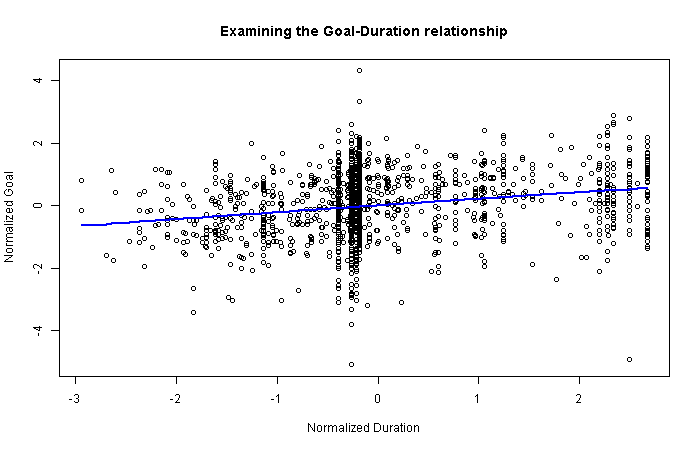 Examining the Goal-Duration relationship
4
2
0
-2
-4
Normalized Goal
-3 -2 -1 0 1 2
Normalized Duration